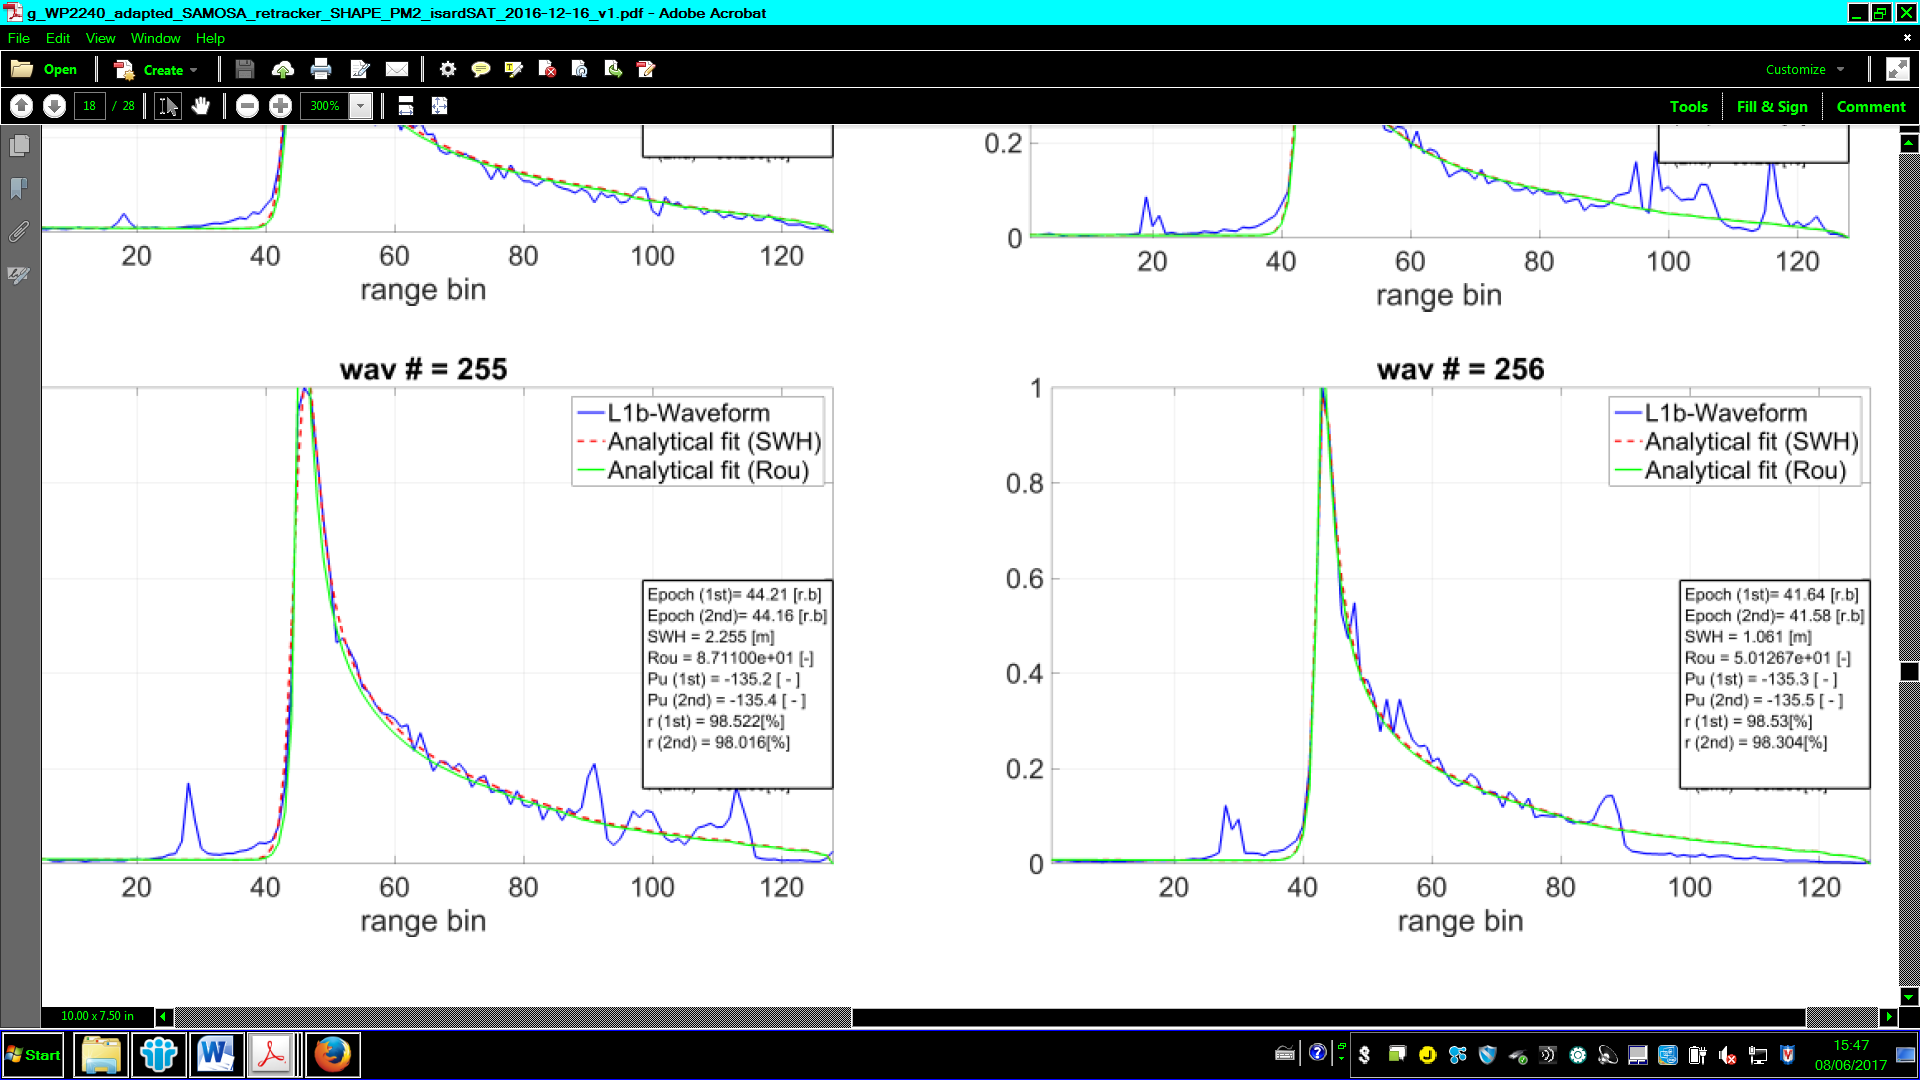 g_WP2240_adapted_SAMOSA_retracker_SHAPE_PM2_isardSAT_2016-12-16_v1.pdf - Adobe Acrobat
File Edit View Window Help
Open Create Customize
18 / 28 300% Tools Fill & Sign Comment
20 40 60 80 100 120
range bin
0.2
0
20 40 60 80 100 120
range bin
wav # = 255
L1b-Waveform
Analytical fit (SWH)
Analytical fit (Rou)
Epoch (1st)= 44.21 [r.b]
Epoch (2nd)= 44.16 [r.b]
SWH = 2.255 [m]
Rou = 8.71100e+01 [-]
Pu (1st) = -135.2 [ - ]
Pu (2nd) = -135.4 [ - ]
r (1st) = 98.522[%]
r (2nd) = 98.016[%]
20 40 60 80 100 120
range bin
wav # = 256
1
0.8
0.6
0.4
0.2
0
L1b-Waveform
Analytical fit (SWH)
Analytical fit (Rou)
Epoch (1st)= 41.64 [r.b]
Epoch (2nd)= 41.58 [r.b]
SWH = 1.061 [m]
Rou = 5.01267e+01 [-]
Pu (1st) = -135.3 [ - ]
Pu (2nd) = -135.5 [ - ]
r (1st) = 98.53[%]
r (2nd) = 98.304[%]
20 40 60 80 100 120
range bin
10.00 x 7.50 in
Start
15:47
08/06/2017